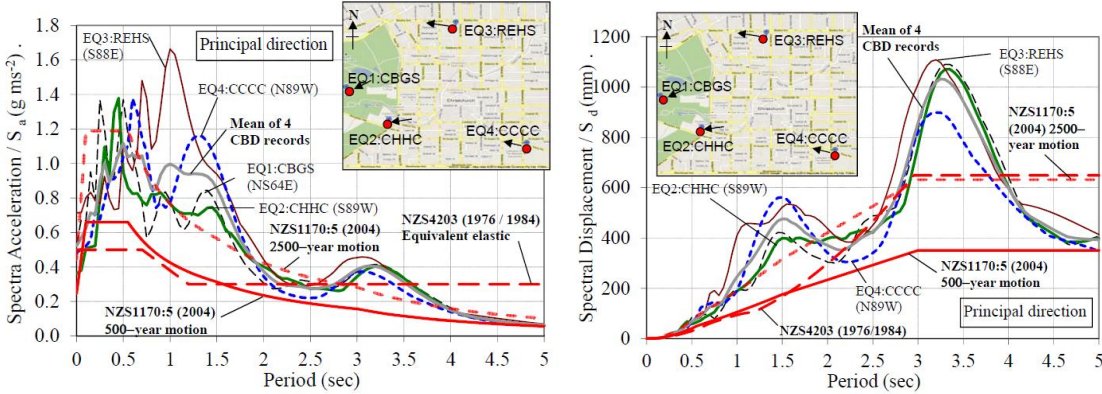 Spectra Acceleration / Sa (g ms-2) .
1.8
1.6
1.4
1.2
1.0
0.8
0.6
0.4
0.2
0.0
0
0.5
1
1.5
2
2.5
3
3.5
4
4.5
5
Period (sec)
EQ3:REHS
(S88E)
Principal direction
EQ4:CCCC (N89W)
Mean of 4
CBD records
EQ1:CBGS
(NS64E)
EQ2:CHHC (S89W)
NZS1170:5 (2004)
2500–year motion
NZS4203 (1976 / 1984)
Equivalent elastic
NZS1170:5 (2004)
500–year motion
N
EQ3:REHS
EQ1:CBGS
EQ2:CHHC
EQ4:CCCC
Spectral Displacement / Sd (mm) .
1200
1000
800
600
400
200
0
0
0.5
1
1.5
2
2.5
3
3.5
4
4.5
5
Period (sec)
N
EQ3:REHS
EQ1:CBGS
EQ2:CHHC
EQ4:CCCC
Mean of 4
CBD records
EQ3:REHS
(S88E)
NZS1170:5
(2004) 2500–
year motion
EQ2:CHHC (S89W)
EQ4:CCCC
(N89W)
NZS1170:5 (2004)
500–year motion
NZS4203 (1976/1984)
Principal direction